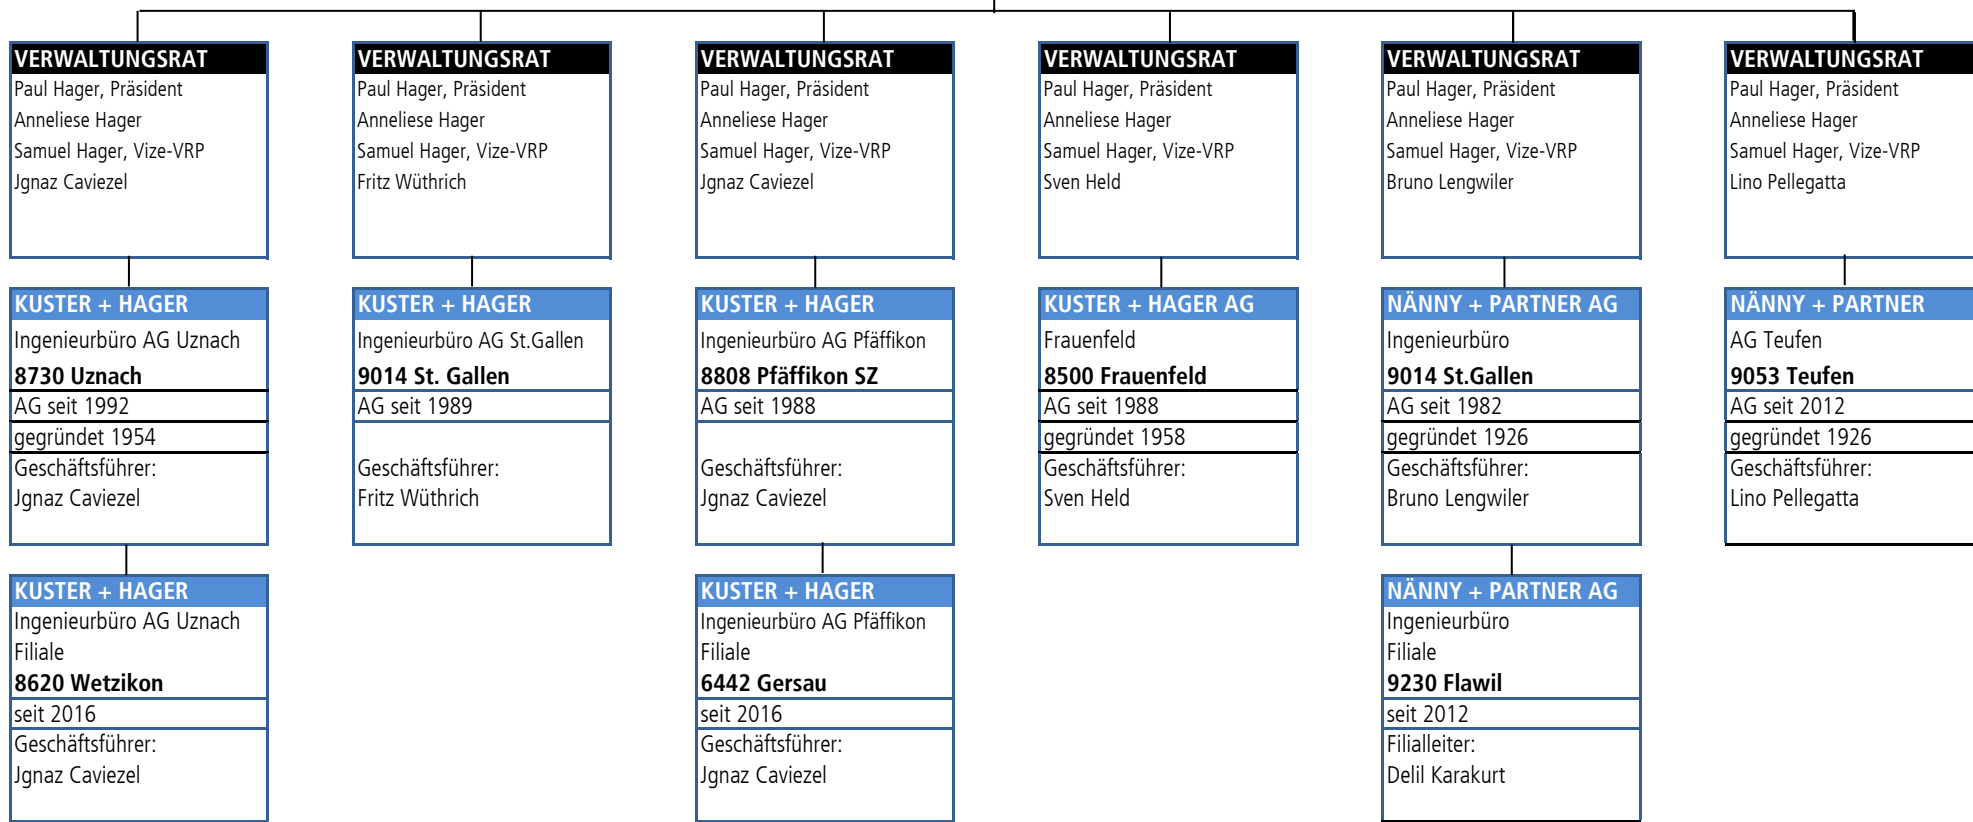 VERWALTUNGSRAT
Paul Hager, Präsident
Anneliese Hager
Samuel Hager, Vize-VRP
Jgnaz Caviezel
VERWALTUNGSRAT
Paul Hager, Präsident
Anneliese Hager
Samuel Hager, Vize-VRP
Fritz Wüthrich
VERWALTUNGSRAT
Paul Hager, Präsident
Anneliese Hager
Samuel Hager, Vize-VRP
Jgnaz Caviezel
VERWALTUNGSRAT
Paul Hager, Präsident
Anneliese Hager
Samuel Hager, Vize-VRP
Sven Held
VERWALTUNGSRAT
Paul Hager, Präsident
Anneliese Hager
Samuel Hager, Vize-VRP
Bruno Lengwiler
VERWALTUNGSRAT
Paul Hager, Präsident
Anneliese Hager
Samuel Hager, Vize-VRP
Lino Pellegatta
KUSTER + HAGER
Ingenieurbüro AG Uznach
8730 Uznach
AG seit 1992
gegründet 1954
Geschäftsführer:
Jgnaz Caviezel
KUSTER + HAGER
Ingenieurbüro AG St.Gallen
9014 St. Gallen
AG seit 1989
Geschäftsführer:
Fritz Wüthrich
KUSTER + HAGER
Ingenieurbüro AG Pfäffikon
8808 Pfäffikon SZ
AG seit 1988
Geschäftsführer:
Jgnaz Caviezel
KUSTER + HAGER AG
Frauenfeld
8500 Frauenfeld
AG seit 1988
gegründet 1958
Geschäftsführer:
Sven Held
NÄNNY + PARTNER AG
Ingenieurbüro
9014 St.Gallen
AG seit 1982
gegründet 1926
Geschäftsführer:
Bruno Lengwiler
NÄNNY + PARTNER
AG Teufen
9053 Teufen
AG seit 2012
gegründet 1926
Geschäftsführer:
Lino Pellegatta
KUSTER + HAGER
Ingenieurbüro AG Uznach
Filiale
8620 Wetzikon
seit 2016
Geschäftsführer:
Jgnaz Caviezel
KUSTER + HAGER
Ingenieurbüro AG Pfäffikon
Filiale
6442 Gersau
seit 2016
Geschäftsführer:
Jgnaz Caviezel
NÄNNY + PARTNER AG
Ingenieurbüro
Filiale
9230 Flawil
seit 2012
Filialleiter:
Delil Karakurt